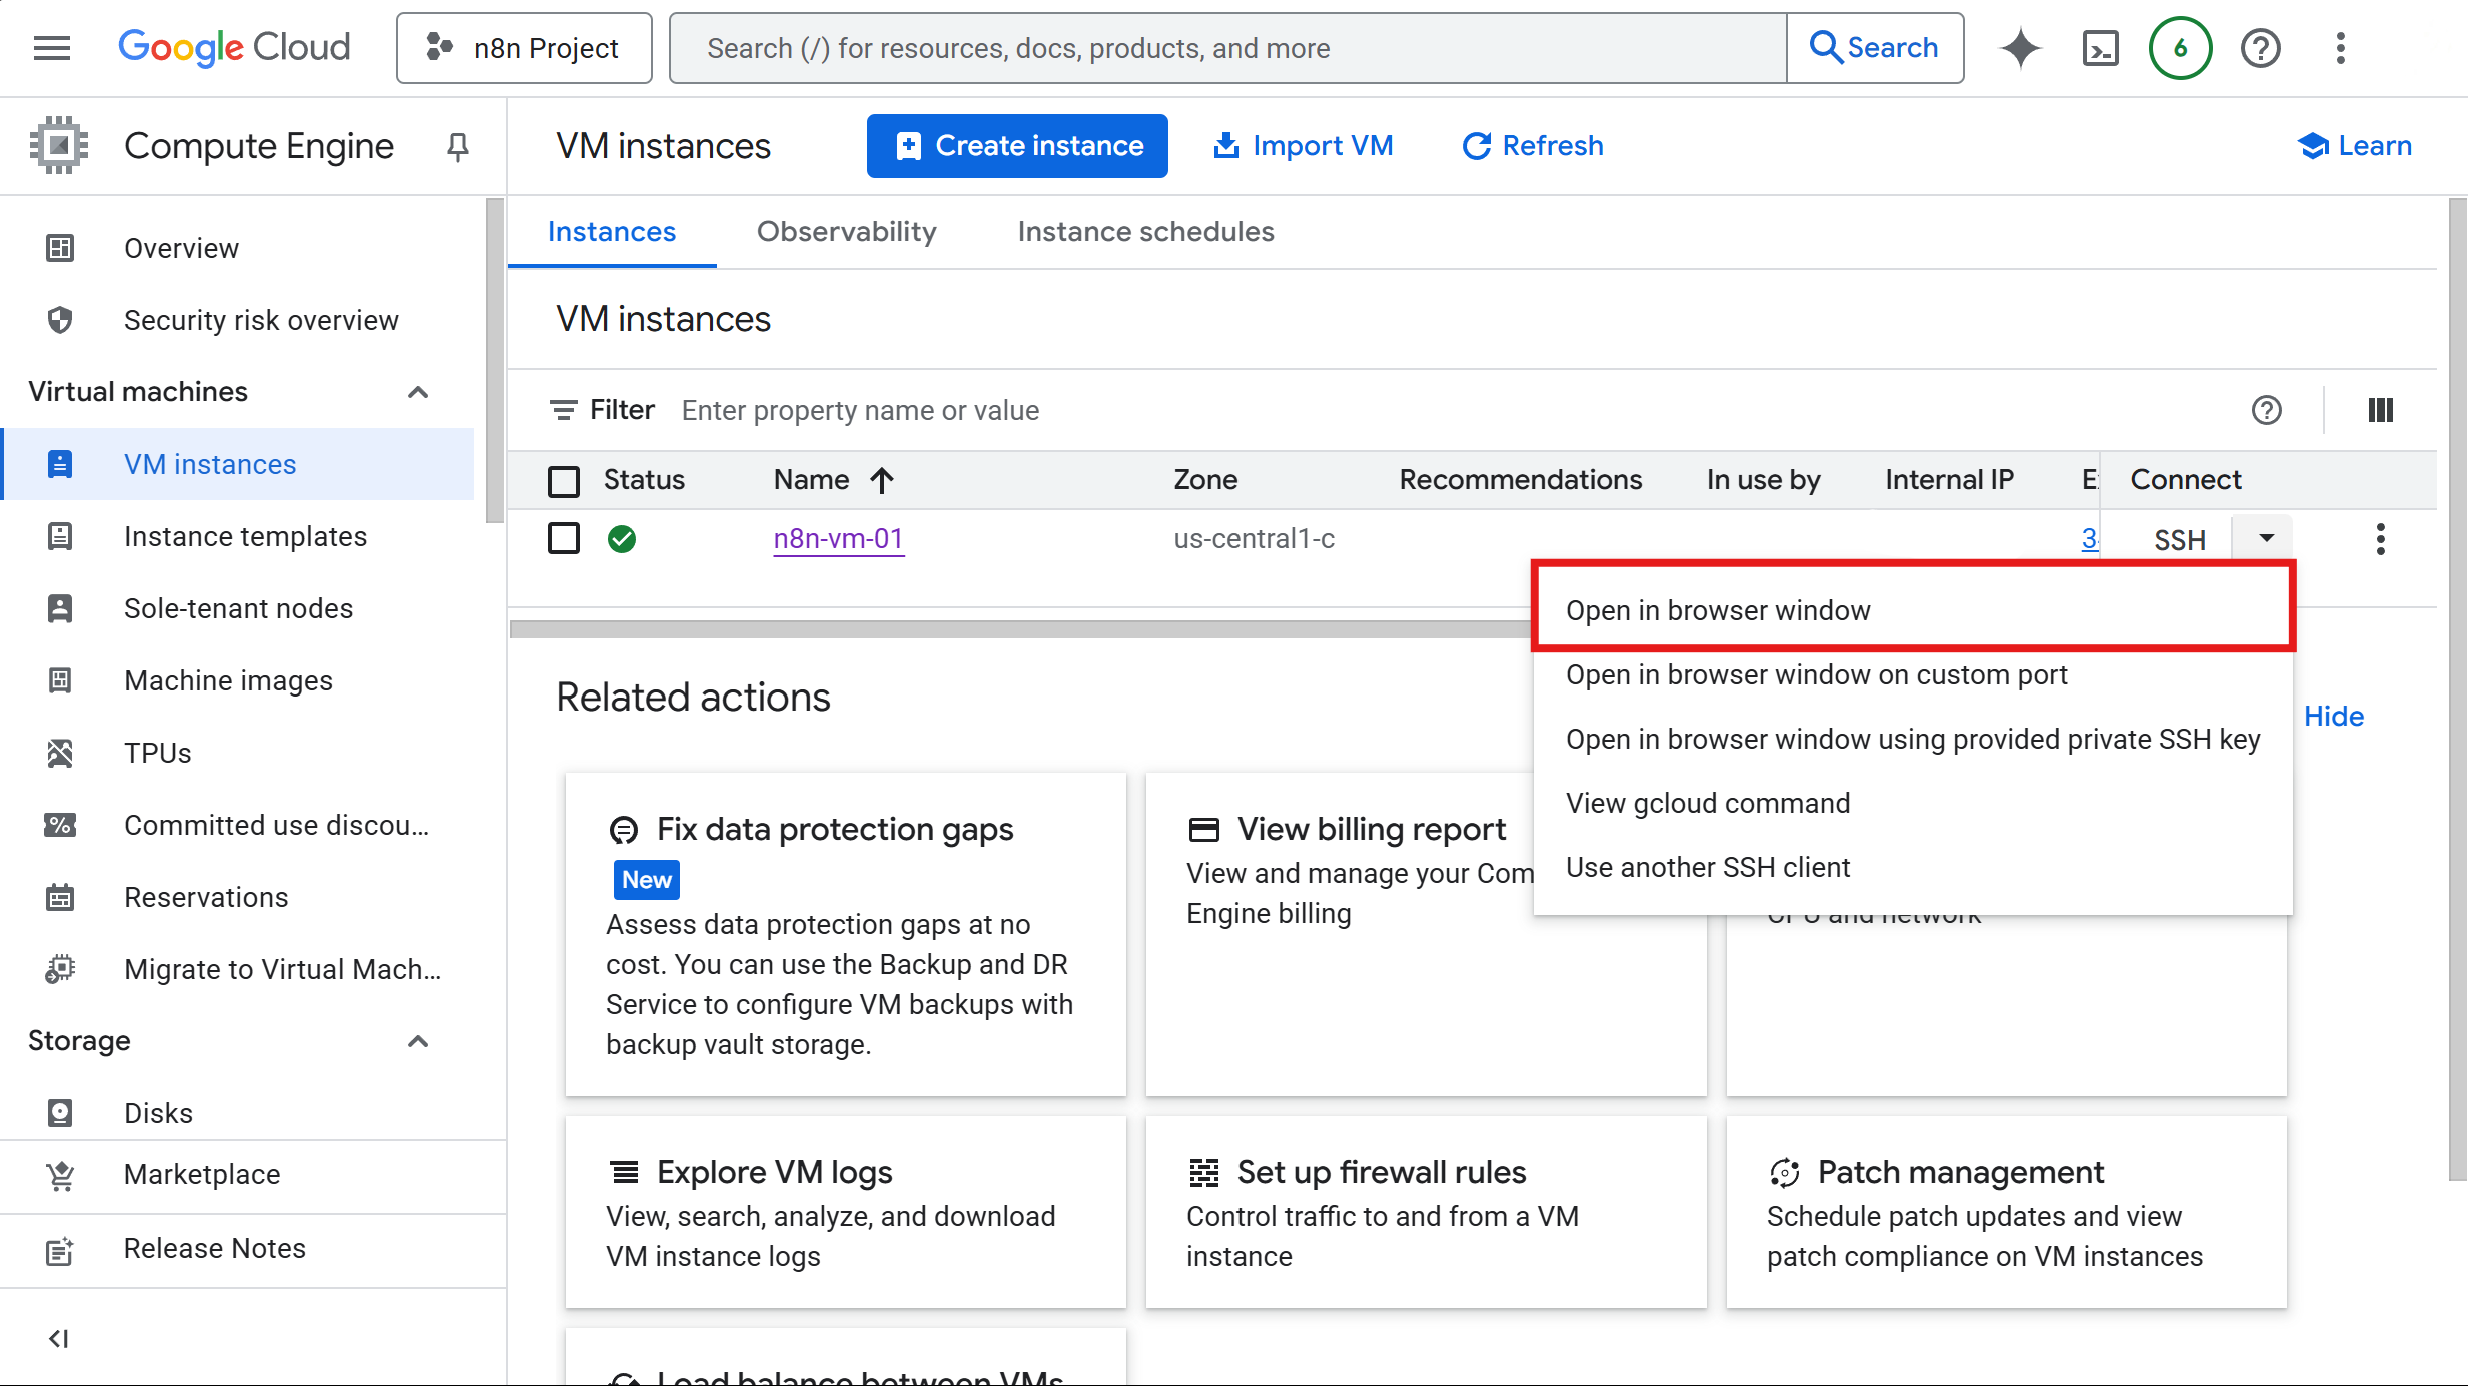 Google Cloud
n8n Project
Search (/) for resources, docs, products, and more
Search
6
Compute Engine
VM instances
Create instance
Import VM
Refresh
Learn
Overview
Security risk overview
Virtual machines
VM instances
Instance templates
Sole-tenant nodes
Machine images
TPUs
Committed use discou...
Reservations
Migrate to Virtual Mach...
Storage
Disks
Marketplace
Release Notes
Instances
Observability
Instance schedules
VM instances
Filter
Enter property name or value
Status
Name
Zone
Recommendations
In use by
Internal IP
Connect
n8n-vm-01
us-central1-c
3
SSH
Open in browser window
Open in browser window on custom port
Open in browser window using provided private SSH key
View gcloud command
Use another SSH client
Related actions
Hide
Fix data protection gaps
New
Assess data protection gaps at no
cost. You can use the Backup and DR
Service to configure VM backups with
backup vault storage.
View billing report
View and manage your Com
Engine billing
CPU and network
Explore VM logs
View, search, analyze, and download
VM instance logs
Set up firewall rules
Control traffic to and from a VM
instance
Patch management
Schedule patch updates and view
patch compliance on VM instances
Load balance between VMs